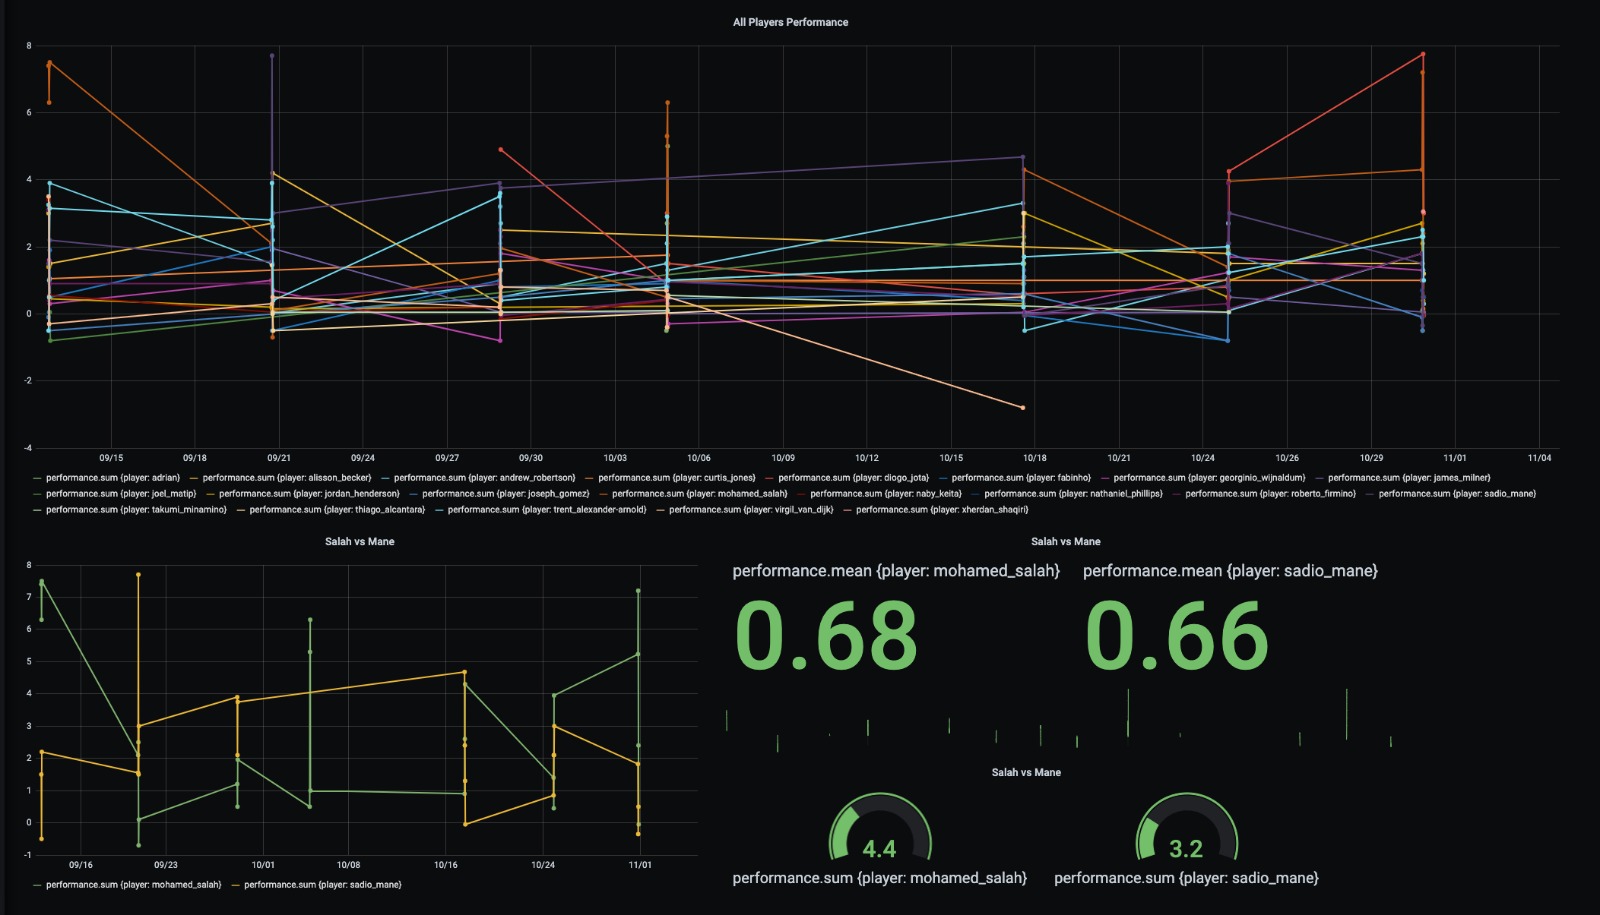 All Players Performance
8
6
4
2
0
-2
-4
09/15 09/18 09/21 09/24 09/27 09/30 10/03 10/06 10/09 10/12 10/15 10/18 10/21 10/24 10/26 10/29 11/01 11/04
performance.sum {player: adrian} performance.sum {player: alisson_becker} performance.sum {player: andrew_robertson} performance.sum {player: curtis_jones} performance.sum {player: diogo_jota} performance.sum {player: fabinho} performance.sum {player: georginio_wijnaldum} performance.sum {player: james_milner}
performance.sum {player: joel_matip} performance.sum {player: jordan_henderson} performance.sum {player: joseph_gomez} performance.sum {player: mohamed_salah} performance.sum {player: naby_keita} performance.sum {player: nathaniel_phillips} performance.sum {player: roberto_firmino} performance.sum {player: sadio_mane}
performance.sum {player: takumi_minamino} performance.sum {player: thiago_alcantara} performance.sum {player: trent_alexander-arnold} performance.sum {player: virgil_van_dijk} performance.sum {player: xherdan_shaqiri}
Salah vs Mane
8
7
6
5
4
3
2
1
0
-1
09/16 09/23 10/01 10/08 10/16 10/24 11/01
performance.sum {player: mohamed_salah} performance.sum {player: sadio_mane}
Salah vs Mane
performance.mean {player: mohamed_salah} performance.mean {player: sadio_mane}
0.68 0.66
Salah vs Mane
4.4 3.2
performance.sum {player: mohamed_salah} performance.sum {player: sadio_mane}